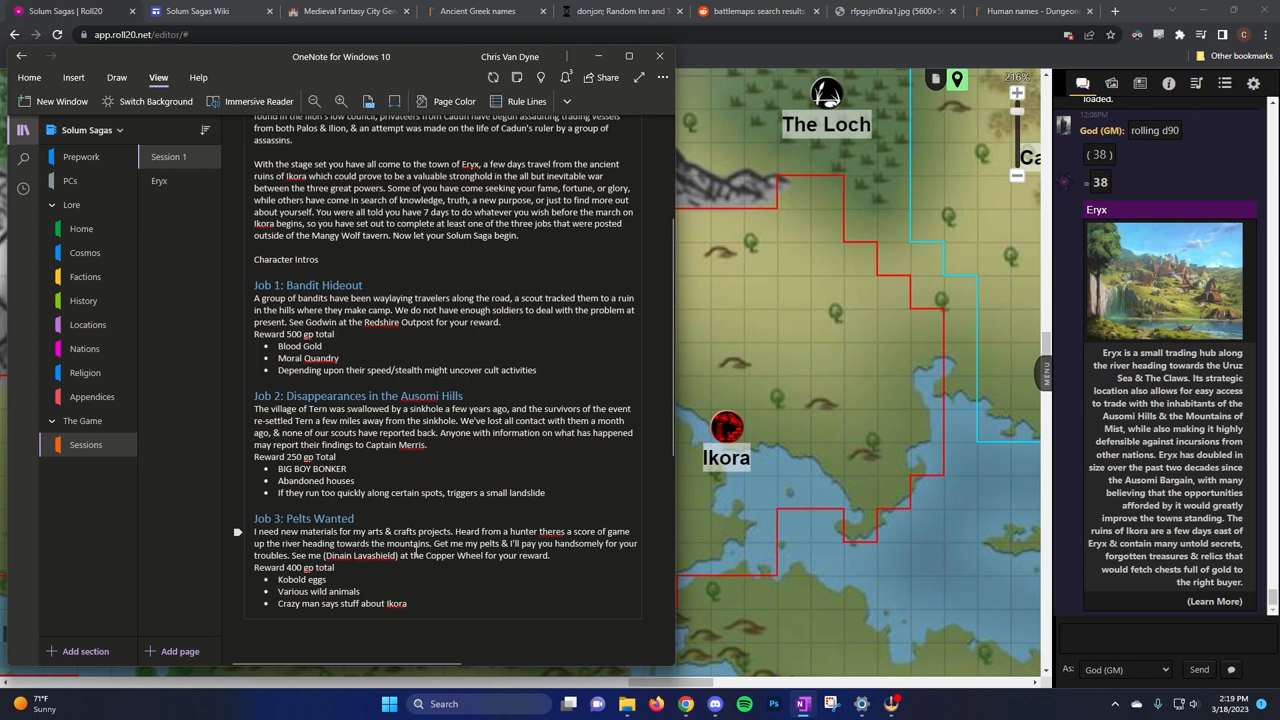 Sessions | Roll20
Solum Sagas Wiki
Medieval Fantasy City Ge
Ancient Greek names
donjon; Random Inn and T
battlemaps: search results
rfpgsjm0lria1.jpg (5600×5
Human names - Dungeon
app.roll20.net/editor/#
Other bookmarks
OneNote for Windows 10
Chris Van Dyne
Home
Insert
Draw
View
Help
Share
New Window
Switch Background
Immersive Reader
Page Color
Rule Lines
Solum Sagas
Prepwork
PCs
Lore
Home
Cosmos
Factions
History
Locations
Nations
Religion
Appendices
The Game
Sessions
Add section
Session 1
Eryx
Add page
found in the Ilion's low council, privateers from Cadun have begun assaulting trading vessels
from both Palos & Ilion, & an attempt was made on the life of Cadun's ruler by a group of
assassins.
With the stage set you have all come to the town of Eryx, a few days travel from the ancient
ruins of Ikora which could prove to be a valuable stronghold in the all but inevitable war
between the three great powers. Some of you have come seeking your fame, fortune, or glory,
while others have come in search of knowledge, truth, a new purpose, or just to find more out
about yourself. You were all told you have 7 days to do whatever you wish before the march on
Ikora begins, so you have set out to complete at least one of the three jobs that were posted
outside of the Mangy Wolf tavern. Now let your Solum Saga begin.
Character Intros
Job 1: Bandit Hideout
A group of bandits have been waylaying travelers along the road, a scout tracked them to a ruin
in the hills where they make camp. We do not have enough soldiers to deal with the problem at
present. See Godwin at the Redshire Outpost for your reward.
Reward 500 gp total
• Blood Gold
• Moral Quandry
• Depending upon their speed/stealth might uncover cult activities
Job 2: Disappearances in the Ausomi Hills
The village of Tern was swallowed by a sinkhole a few years ago, and the survivors of the event
re-settled Tern a few miles away from the sinkhole. We've lost all contact with them a month
ago, & none of our scouts have reported back. Anyone with information on what has happened
may report their findings to Captain Merris.
Reward 250 gp Total
• BIG BOY BONKER
• Abandoned houses
• If they run too quickly along certain spots, triggers a small landslide
Job 3: Pelts Wanted
I need new materials for my arts & crafts projects. Heard from a hunter theres a score of game
up the river heading towards the mountains. Get me my pelts & I'll pay you handsomely for your
troubles. See me (Dinain Lavashield) at the Copper Wheel for your reward.
Reward 400 gp total
• Kobold eggs
• Various wild animals
• Crazy man says stuff about Ikora
The Loch
Ca
Ikora
216%
MENU
loaded.
12:08PM
God (GM): rolling d90
( 38 )
= 38
Eryx
Eryx is a small trading hub along
the river heading towards the Uruz
Sea & The Claws. Its strategic
location also allows for easy access
to trade with the inhabitants of the
Ausomi Hills & the Mountains of
Mist, while also making it highly
defensible against incursions from
other nations. Eryx has doubled in
size over the past two decades since
the Ausomi Bargain, with many
believing that the opportunities
afforded by it would greatly
improve the towns standing. The
ruins of Ikora are a few days east of
Eryx & contain untold secrets,
forgotten treasures & relics that
would fetch chests full of gold to
the right buyer.
(Learn More)
As:
God (GM)
Send
71°F
Mostly sunny
Search
2:19 PM
3/18/2023